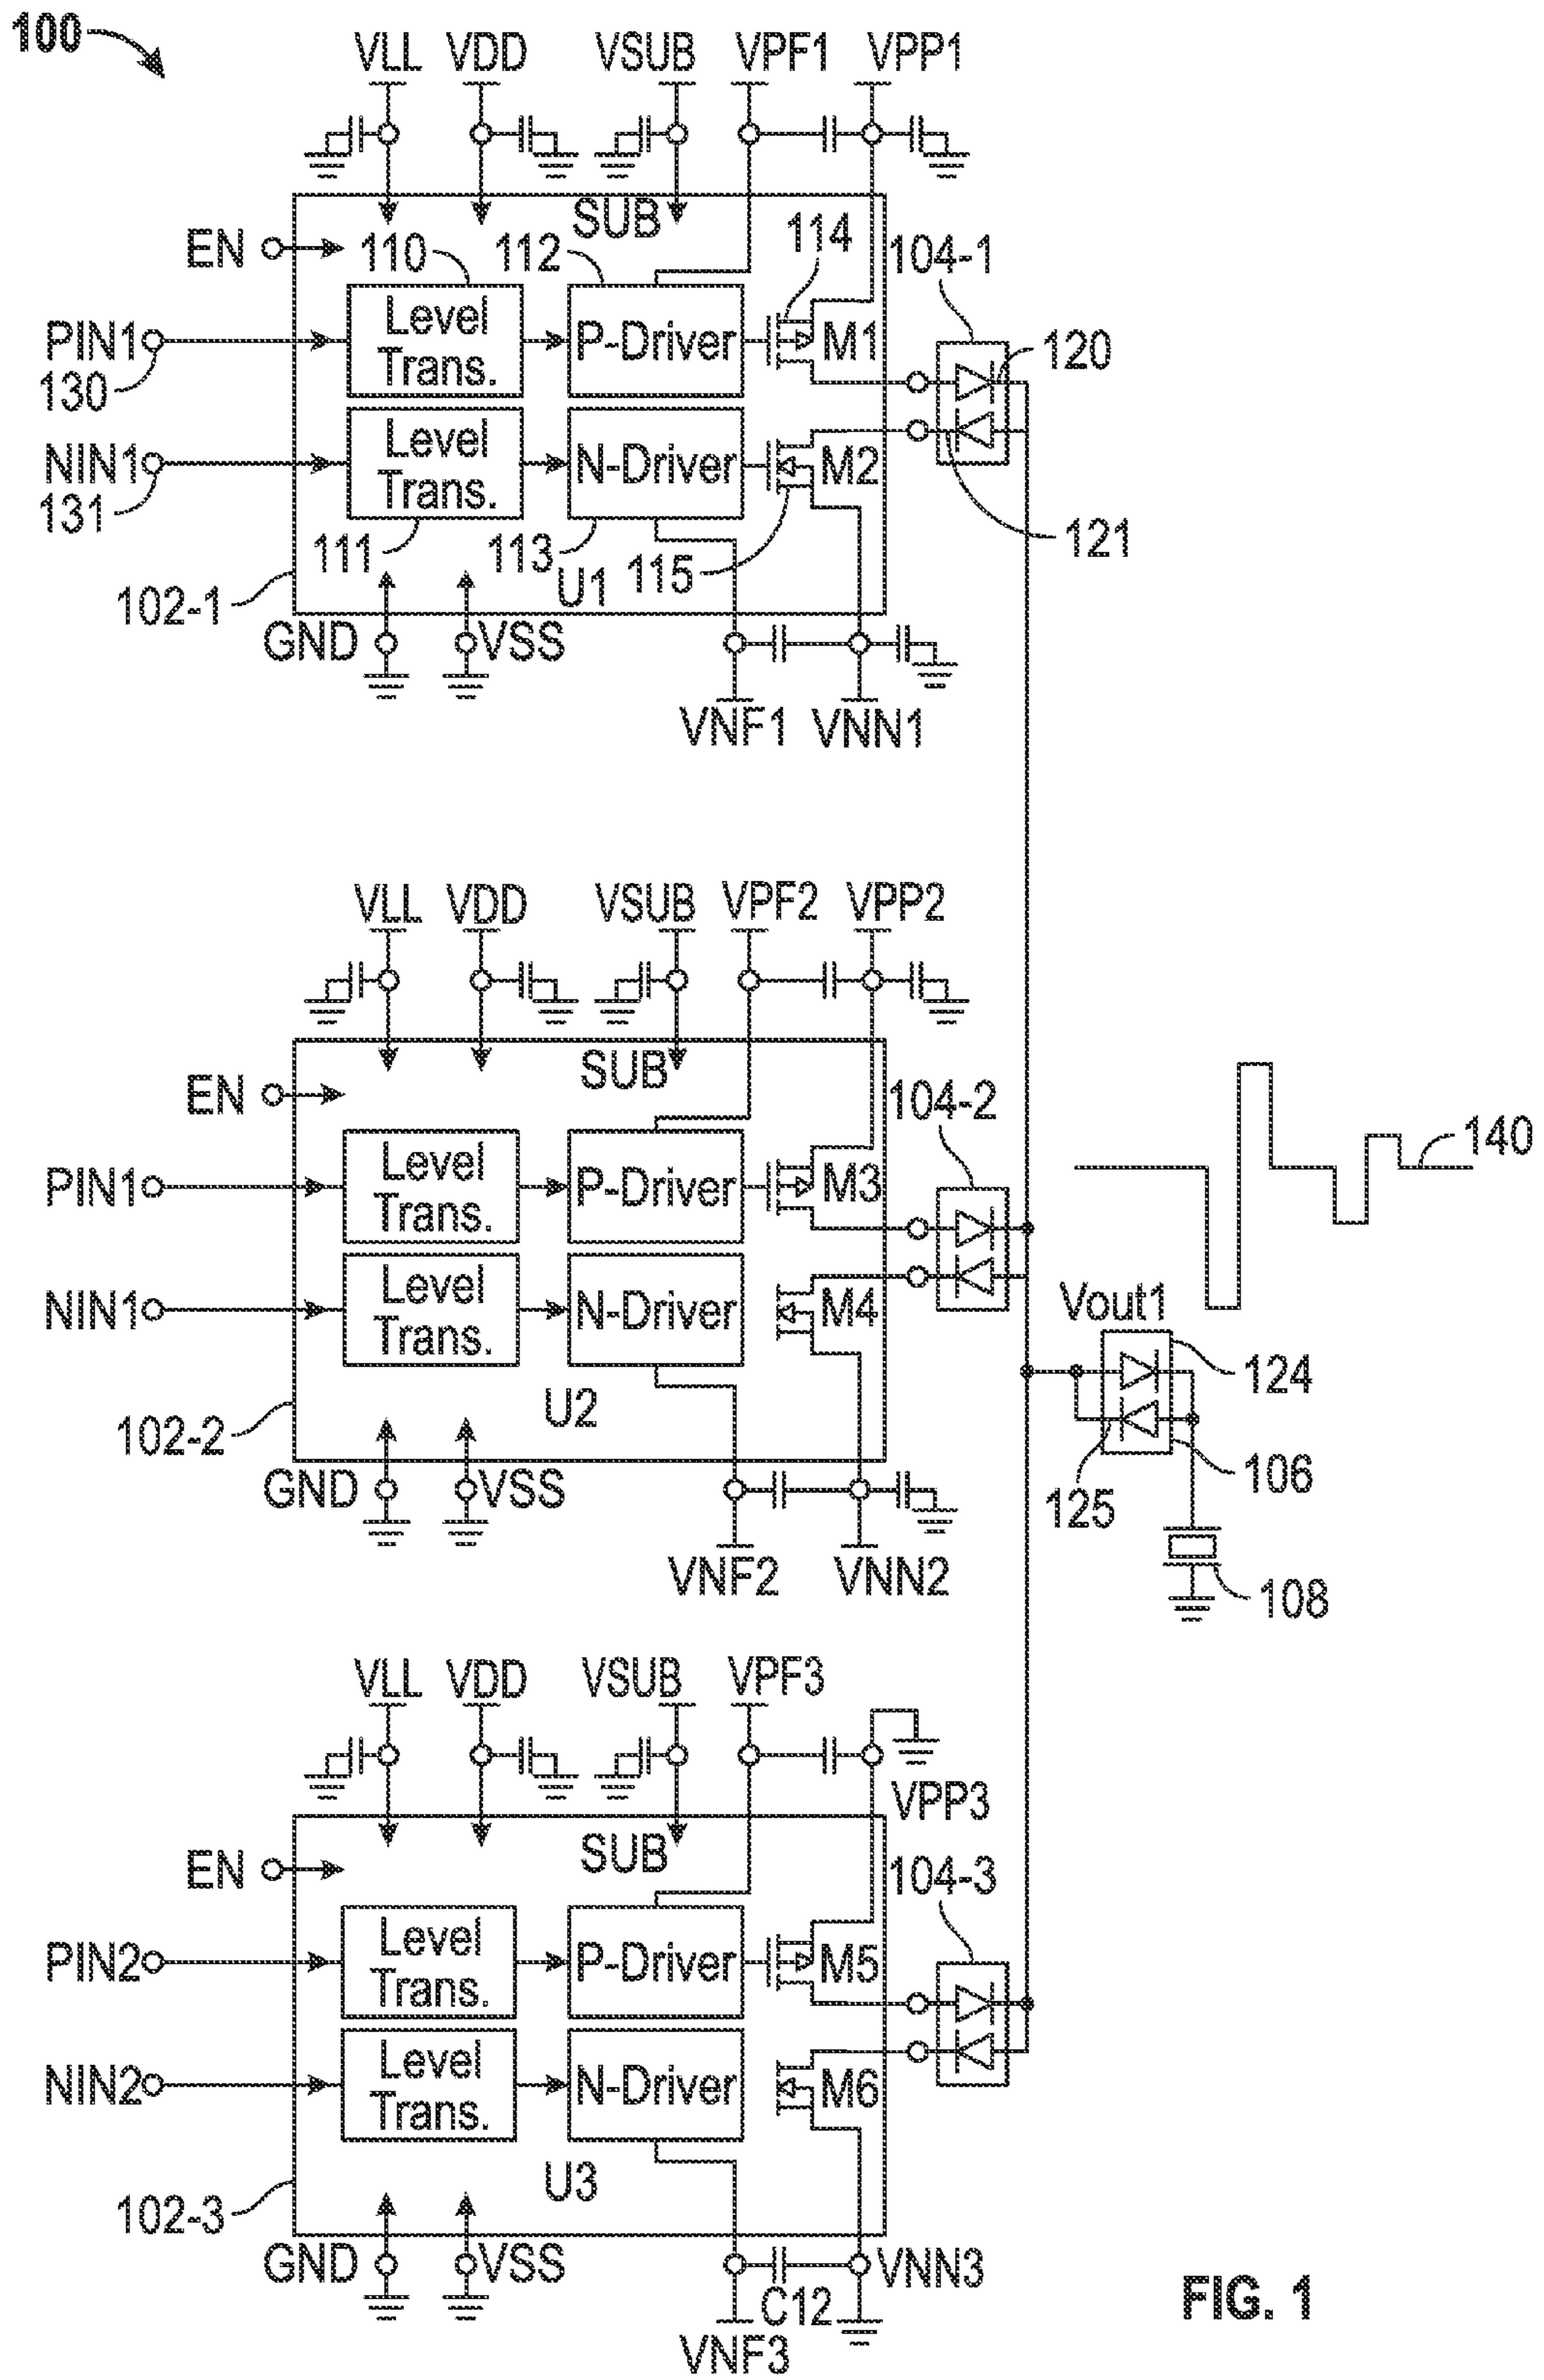 100
VLL VDD VSUB VPF1 VPP1
SUB
EN
110 112 114 104-1
PIN1
130
Level
Trans.
P-Driver
M1
120
NIN1
131
Level
Trans.
N-Driver
M2
121
111 113 115
U1
102-1
GND VSS
VNF1 VNN1
VLL VDD VSUB VPF2 VPP2
SUB
EN
104-2
140
PIN1
Level
Trans.
P-Driver
M3
NIN1
Level
Trans.
N-Driver
M4
Vout1
124
U2
102-2
106
125
GND VSS
VNF2 VNN2
108
VLL VDD VSUB VPF3
VPP3
SUB
EN
104-3
PIN2
Level
Trans.
P-Driver
M5
NIN2
Level
Trans.
N-Driver
M6
U3
102-3
GND VSS
VNN3
C12
VNF3
FIG. 1